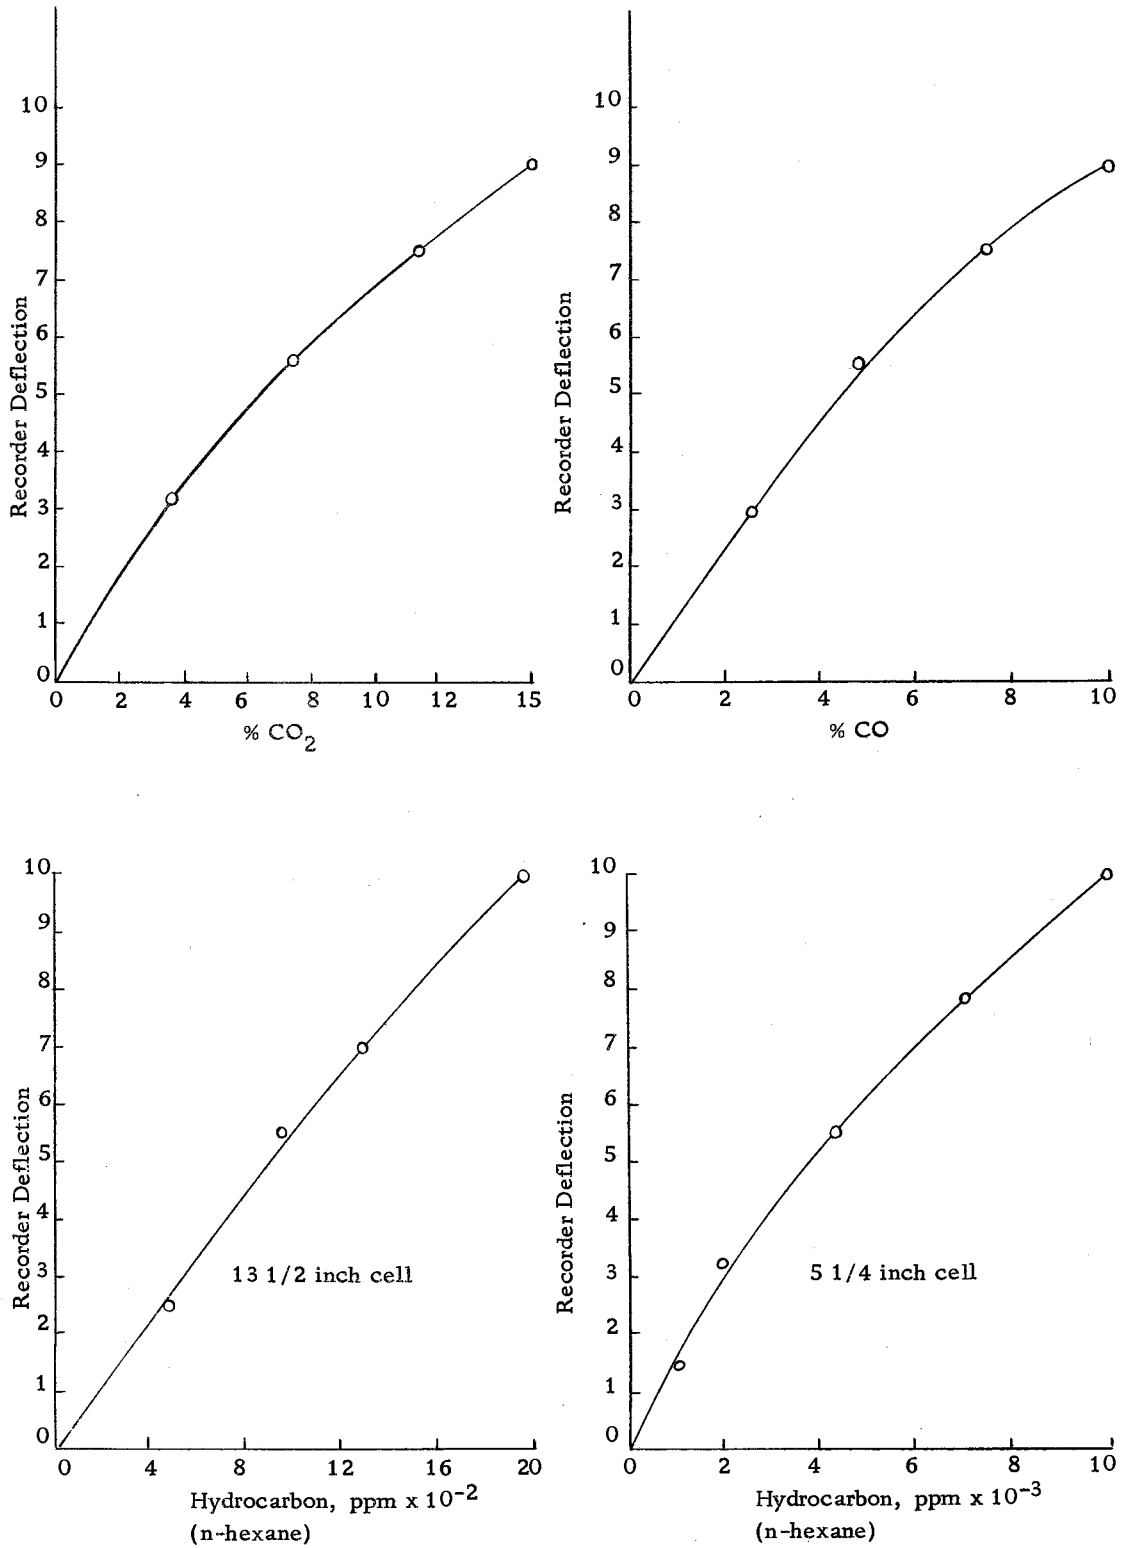 10
9
8
7
6
5
4
3
2
1
0
Recorder Deflection
0 2 4 6 8 10 12 15
% CO2
10
9
8
7
6
5
4
3
2
1
0
Recorder Deflection
0 2 4 6 8 10
% CO
10
9
8
7
6
5
4
3
2
1
0
Recorder Deflection
13 1/2 inch cell
0 4 8 12 16 20
Hydrocarbon, ppm x 10-2
(n-hexane)
10
9
8
7
6
5
4
3
2
1
0
Recorder Deflection
5 1/4 inch cell
0 2 4 6 8 10
Hydrocarbon, ppm x 10-3
(n-hexane)